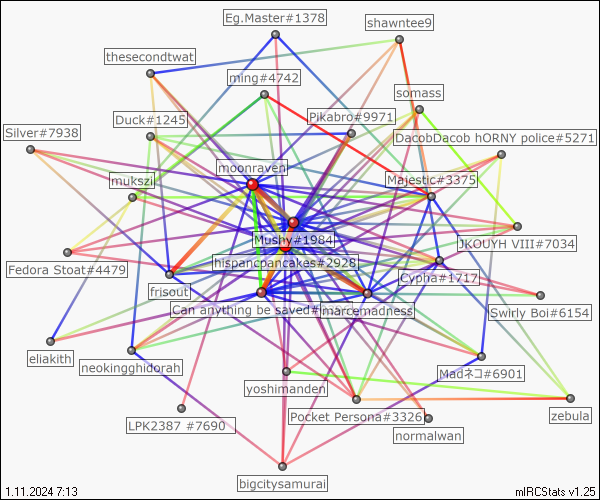 Eg.Master#1378
shawntee9
thesecondtwat
ming#4742
somass
Duck#1245
Pikabro#9971
Silver#7938
DacobDacob hORNY police#5271
moonraven
mukszi
Majestic#3375
Mushy#1984
JKOUYH VIII#7034
hispancpancakes#2928
Fedora Stoat#4479
Cypha#1717
frisout
Can anything be saved#
marcemadness
Swirly Boi#6154
eliakith
neokingghidorah
Madネコ#6901
yoshimanden
LPK2387 #7690
Pocket Persona#3326
zebula
normalwan
bigcitysamurai
1.11.2024 7:13
mIRCStats v1.25